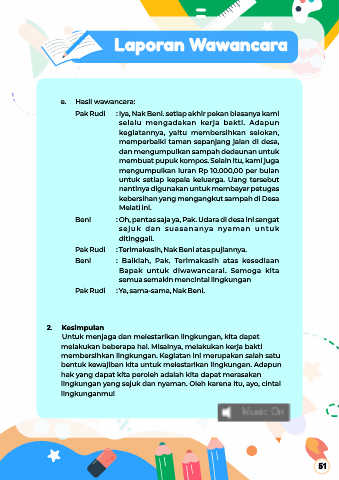 Laporan Wawancara
e. Hasil wawancara:
Pak Rudi : Iya, Nak Beni. setiap akhir pekan biasanya kami
selalu mengadakan kerja bakti. Adapun
kegiatannya, yaitu membersihkan selokan,
memperbaiki taman sepanjang jalan di desa,
dan mengumpulkan sampah dedaunan untuk
membuat pupuk kompos. Selain itu, kami juga
mengumpulkan iuran Rp 10.000,00 per bulan
untuk setiap kepala keluarga. Uang tersebut
nantinya digunakan untuk membayar petugas
kebersihan yang mengangkut sampah di Desa
Melati ini.
Beni : Oh, pantas saja ya, Pak. Udara di desa ini sengat
sejuk dan suasananya nyaman untuk
ditinggali.
Pak Rudi : Terimakasih, Nak Beni atas pujiannya.
Beni : Baiklah, Pak, Terimakasih atas kesediaan
Bapak untuk diwawancarai. Semoga kita
semua semakin mencintai lingkungan
Pak Rudi : Ya, sama-sama, Nak Beni.
2. Kesimpulan
Untuk menjaga dan melestarikan lingkungan, kita dapat
melakukan beberapa hal. Misalnya, melakukan kerja bakti
membersihkan lingkungan. Kegiatan ini merupakan salah satu
bentuk kewajiban kita untuk melestarikan lingkungan. Adapun
hak yang dapat kita peroleh adalah kita dapat merasakan
lingkungan yang sejuk dan nyaman. Oleh karena itu, ayo, cintai
lingkunganmu!
Music On
51